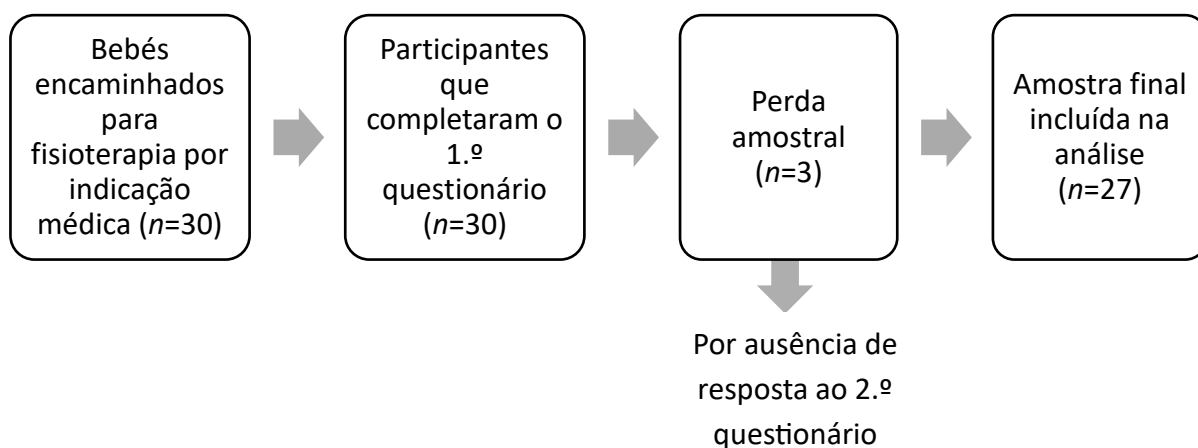 Bebés
encaminhados
para
fisioterapia por
indicação
médica (n=30)
Participantes
que
completaram o
1.º
questionário
(n=30)
Perda
amostral
(n=3)
Por ausência de
resposta ao 2.º
questionário
Amostra final
incluída na
análise
(n=27)